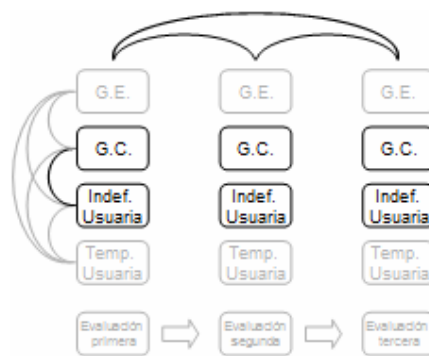 G.E. G.E. G.E.
G.C. G.C. G.C.
Indef. Indef. Indef.
Usuaria Usuaria Usuaria
Temp. Temp. Temp.
Usuaria Usuaria Usuaria
Evaluación Evaluación Evaluación
primera segunda tercera